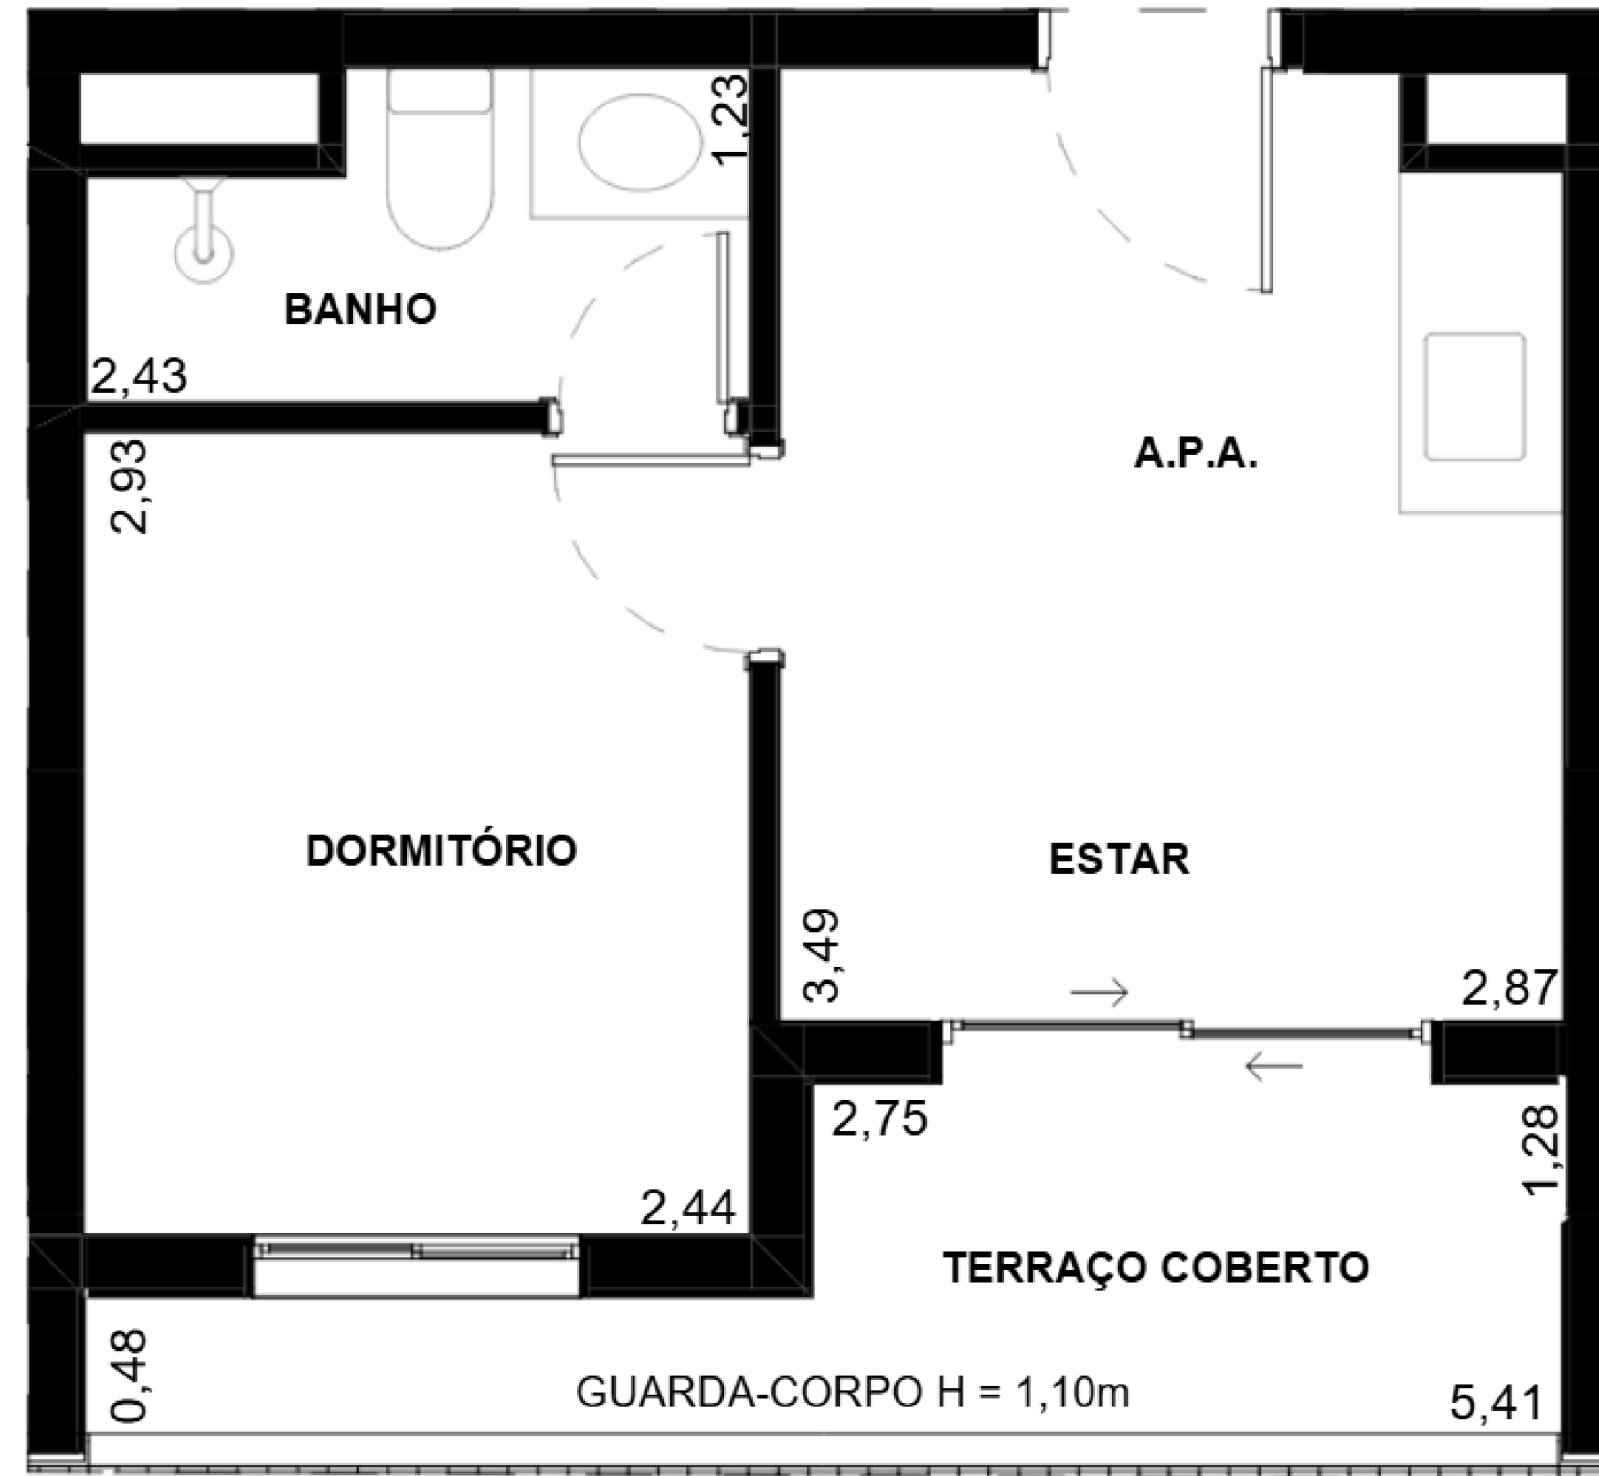 1,23
BANHO
2,43
2,93
A.P.A.
DORMITÓRIO
ESTAR
3,49
2,87
2,75
1,28
2,44
TERRAÇO COBERTO
0,48
GUARDA-CORPO H = 1,10m
5,41